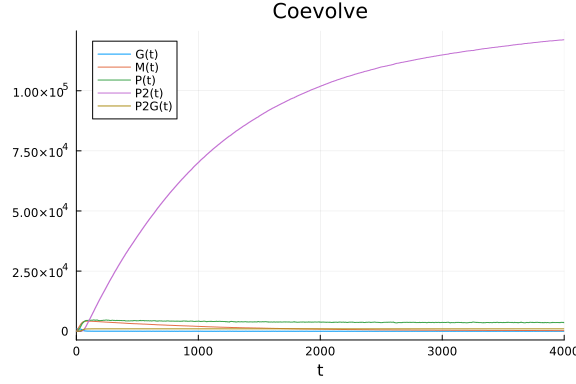 Coevolve
G(t)
M(t)
P(t)
P2(t)
P2G(t)
1.00×10⁵
7.50×10⁴
5.00×10⁴
2.50×10⁴
0
0 1000 2000 3000 4000
t